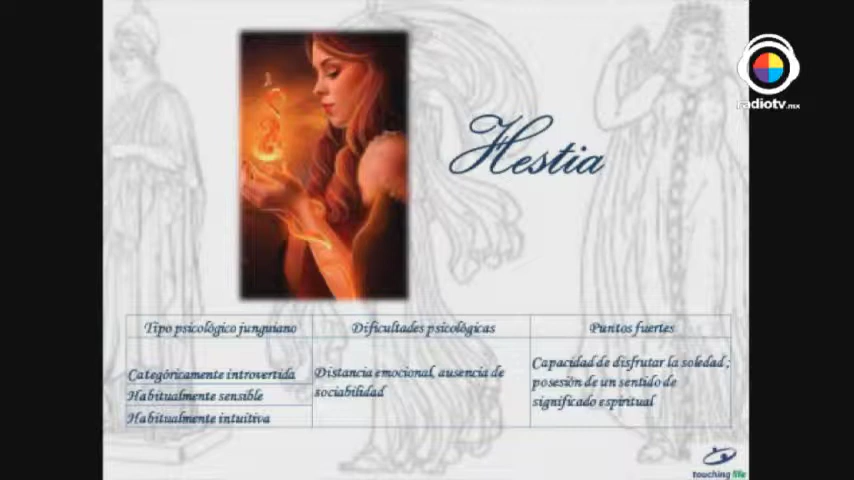 radiotv.mx
Hestia
Tipo psicológico junguiano
Dificultades psicológicas
Puntos fuertes
Categóricamente introvertida
Habitualmente sensible
Habitualmente intuitiva
Distancia emocional, ausencia de
sociabilidad
Capacidad de disfrutar la soledad ;
posesión de un sentido de
significado espiritual
touching life